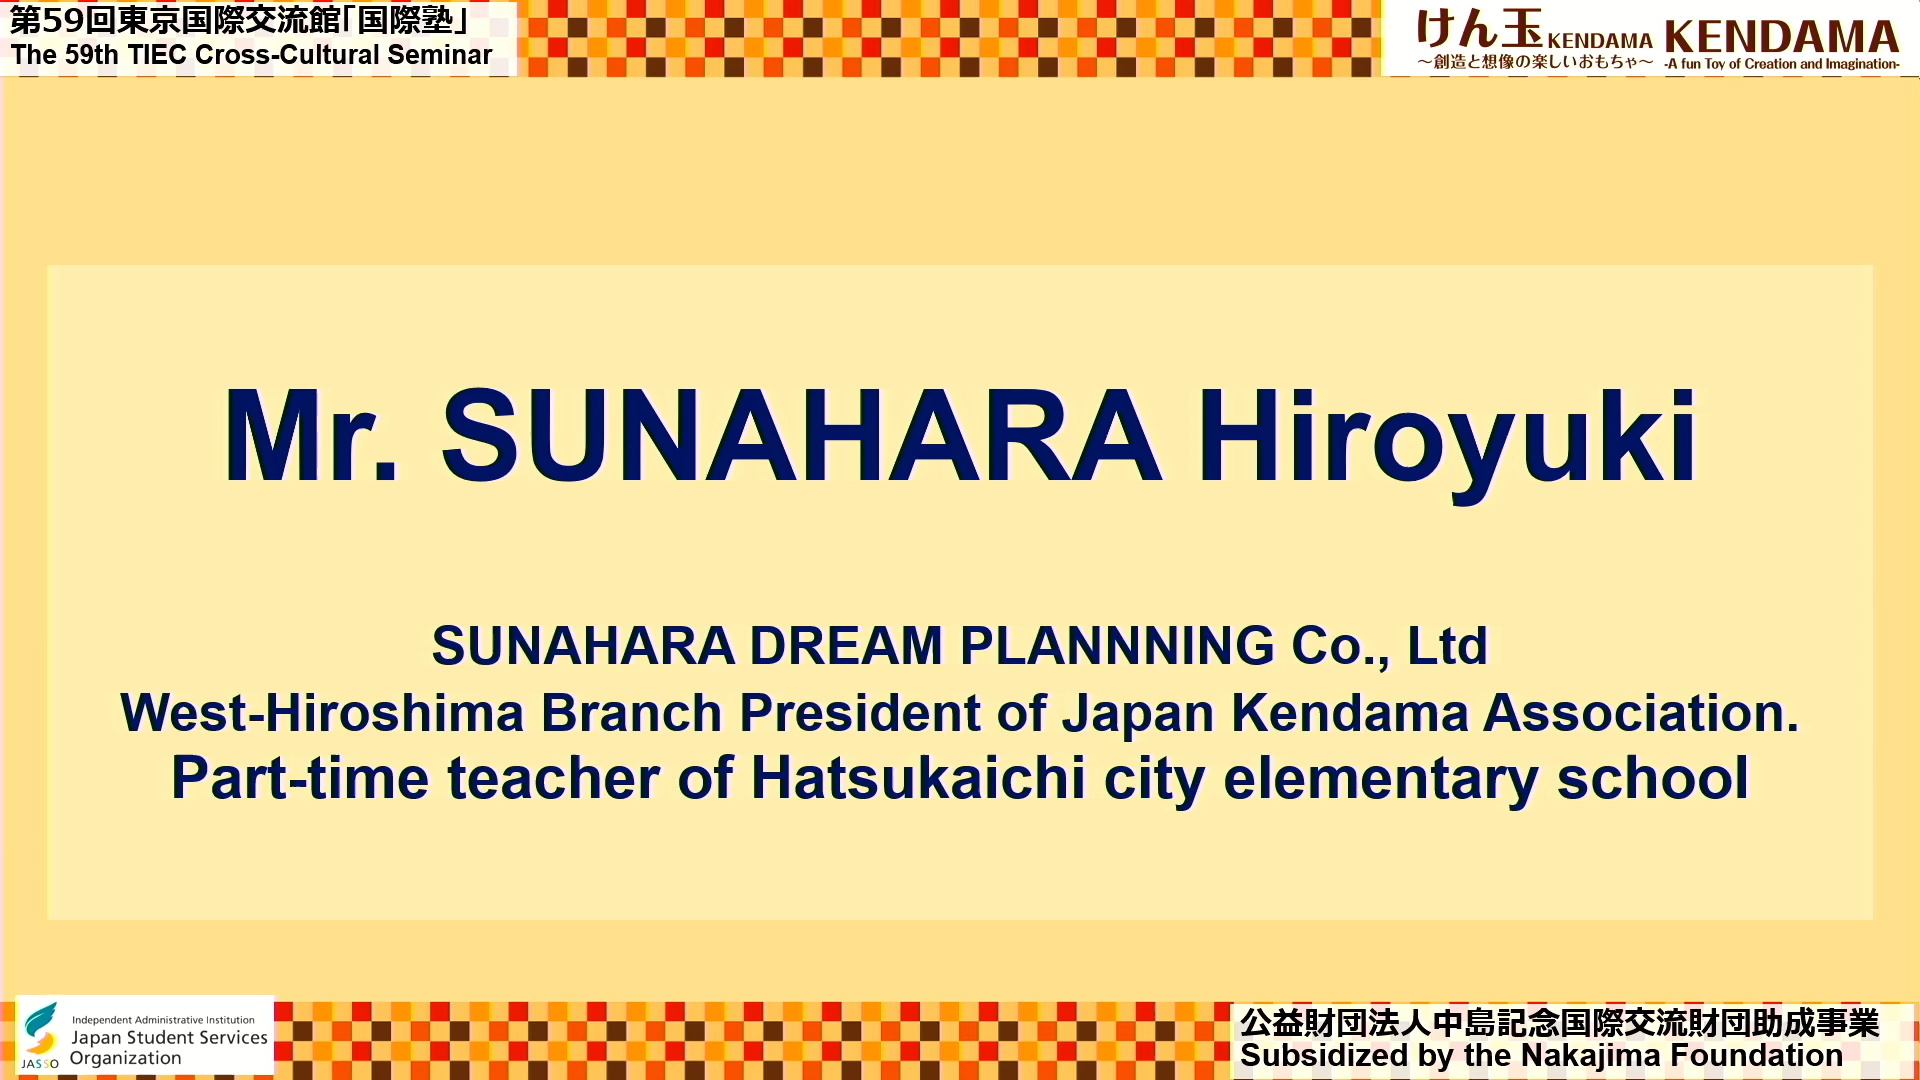 第59回東京国際交流館「国際塾」
The 59th TIEC Cross-Cultural Seminar
けん玉 KENDAMA
～創造と想像の楽しいおもちゃ～
KENDAMA
-A fun Toy of Creation and Imagination-
Mr. SUNAHARA Hiroyuki
SUNAHARA DREAM PLANNNING Co., Ltd
West-Hiroshima Branch President of Japan Kendama Association.
Part-time teacher of Hatsukaichi city elementary school
Independent Administrative Institution
Japan Student Services
Organization
JASSO
公益財団法人中島記念国際交流財団助成事業
Subsidized by the Nakajima Foundation